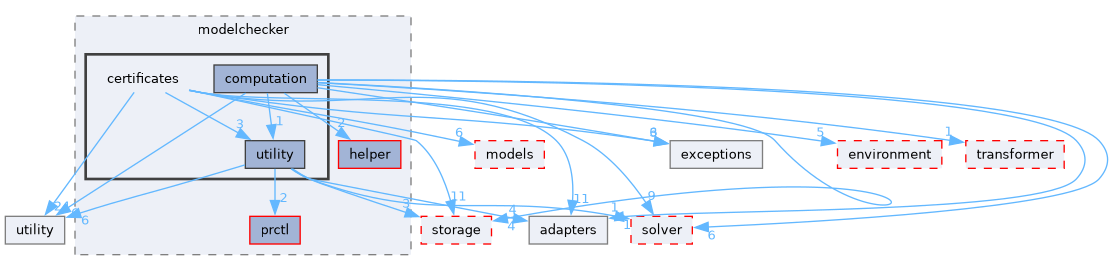 modelchecker
certificates
computation
3
1
2
6
6
5
1
utility
helper
models
exceptions
environment
transformer
2
11
11
9
6
2
3
4
4
1
1
6
utility
prctl
storage
adapters
solver